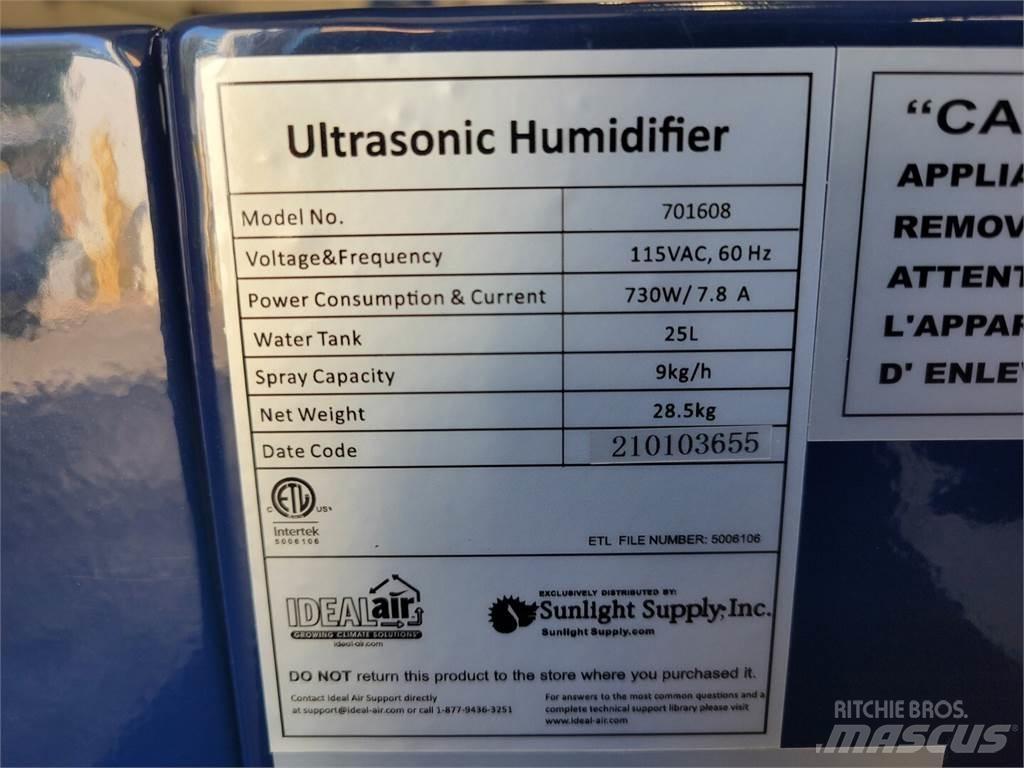 Ultrasonic Humidifier
Model No. 701608
Voltage&Frequency 115VAC, 60 Hz
Power Consumption & Current 730W/ 7.8 A
Water Tank 25L
Spray Capacity 9kg/h
Net Weight 28.5kg
Date Code 210103655
C ETL US
Intertek
5006106
ETL FILE NUMBER: 5006106
IDEAL air
GROWING CLIMATE SOLUTIONS
ideal-air.com
EXCLUSIVELY DISTRIBUTED BY:
Sunlight Supply, Inc.
Sunlight Supply.com
DO NOT return this product to the store where you purchased it.
Contact Ideal Air Support directly
at support@ideal-air.com or call 1-877-9436-3251
For answers to the most common questions and a
complete technical support library please visit
www.ideal-air.com
“CA
APPLIA
REMOV
ATTENT
L'APPAR
D' ENLEV
RITCHIE BROS.
MASCUS